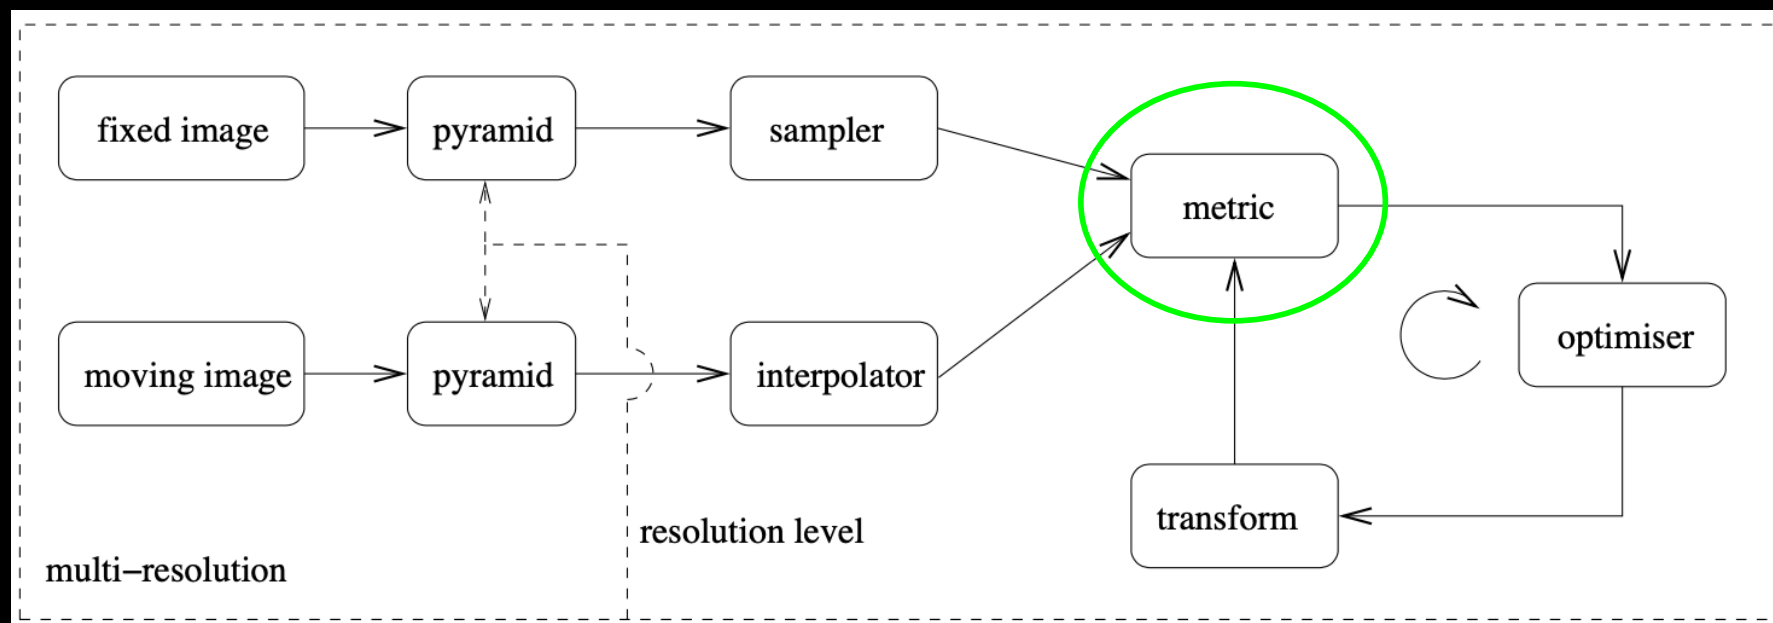 fixed image
pyramid
sampler
metric
moving image
pyramid
interpolator
optimiser
transform
resolution level
multi–resolution